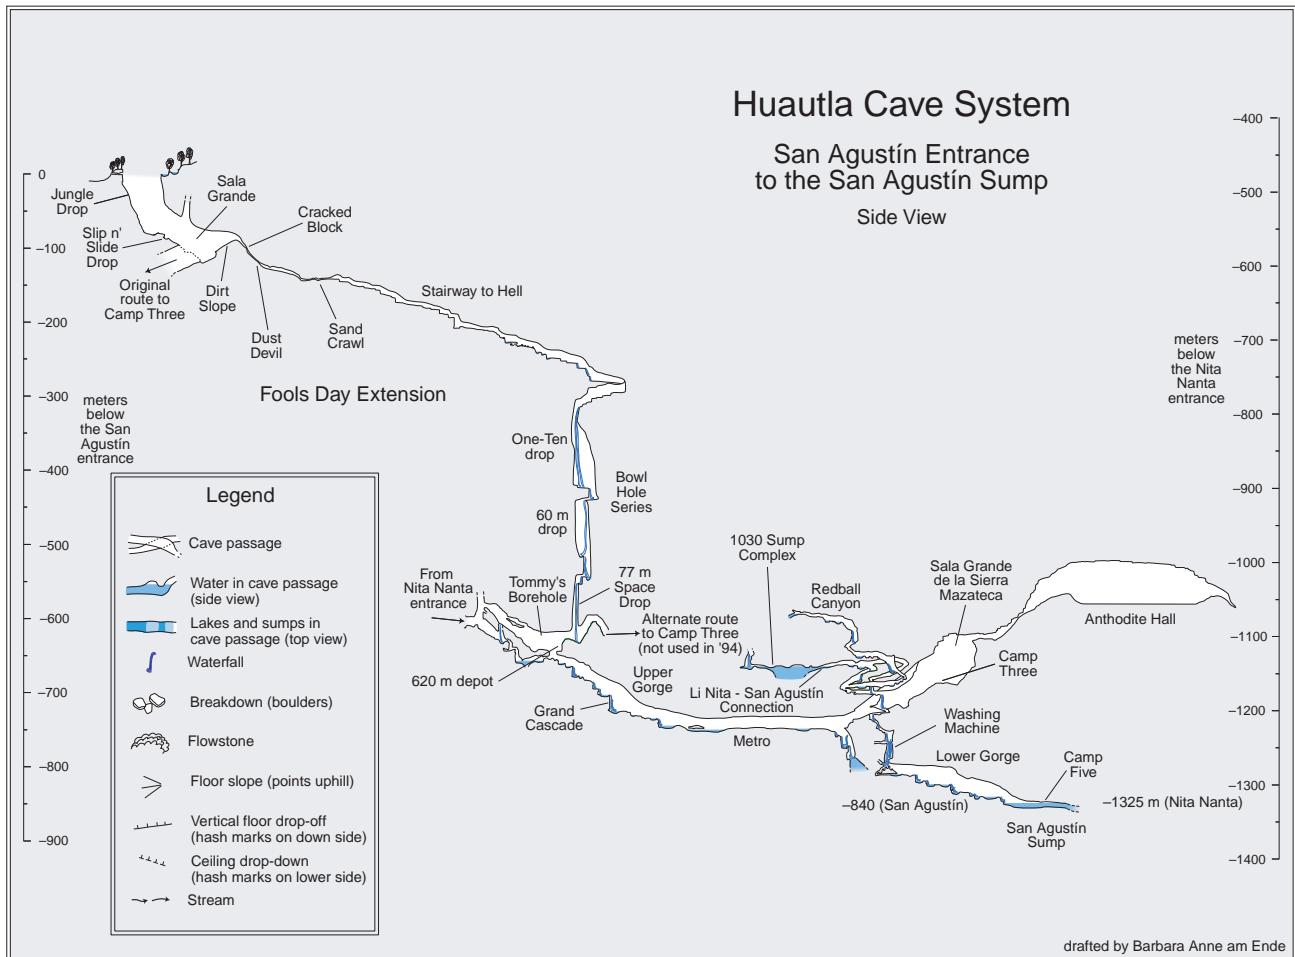 Huautla Cave System
San Agustín Entrance
to the San Agustín Sump
Side View
0
–100
–200
–300
–400
–500
–600
–700
–800
–900
meters
below
the San
Agustín
entrance
–400
–500
–600
–700
–800
–900
–1000
–1100
–1200
–1300
–1400
meters
below
the Nita
Nanta
entrance
Jungle
Drop
Sala
Grande
Slip n'
Slide
Drop
Cracked
Block
Original
route to
Camp Three
Dirt
Slope
Dust
Devil
Sand
Crawl
Stairway to Hell
Fools Day Extension
One-Ten
drop
Bowl
Hole
Series
60 m
drop
77 m
Space
Drop
From
Nita Nanta
entrance
Tommy's
Borehole
Alternate route
to Camp Three
(not used in '94)
620 m depot
Upper
Gorge
Grand
Cascade
Metro
1030 Sump
Complex
Redball
Canyon
Li Nita - San Agustín
Connection
Sala Grande
de la Sierra
Mazateca
Anthodite Hall
Camp
Three
Washing
Machine
Lower Gorge
Camp
Five
–840 (San Agustín)
–1325 m (Nita Nanta)
San Agustín
Sump
Legend
Cave passage
Water in cave passage
(side view)
Lakes and sumps in
cave passage (top view)
Waterfall
Breakdown (boulders)
Flowstone
Floor slope (points uphill)
Vertical floor drop-off
(hash marks on down side)
Ceiling drop-down
(hash marks on lower side)
Stream
drafted by Barbara Anne am Ende